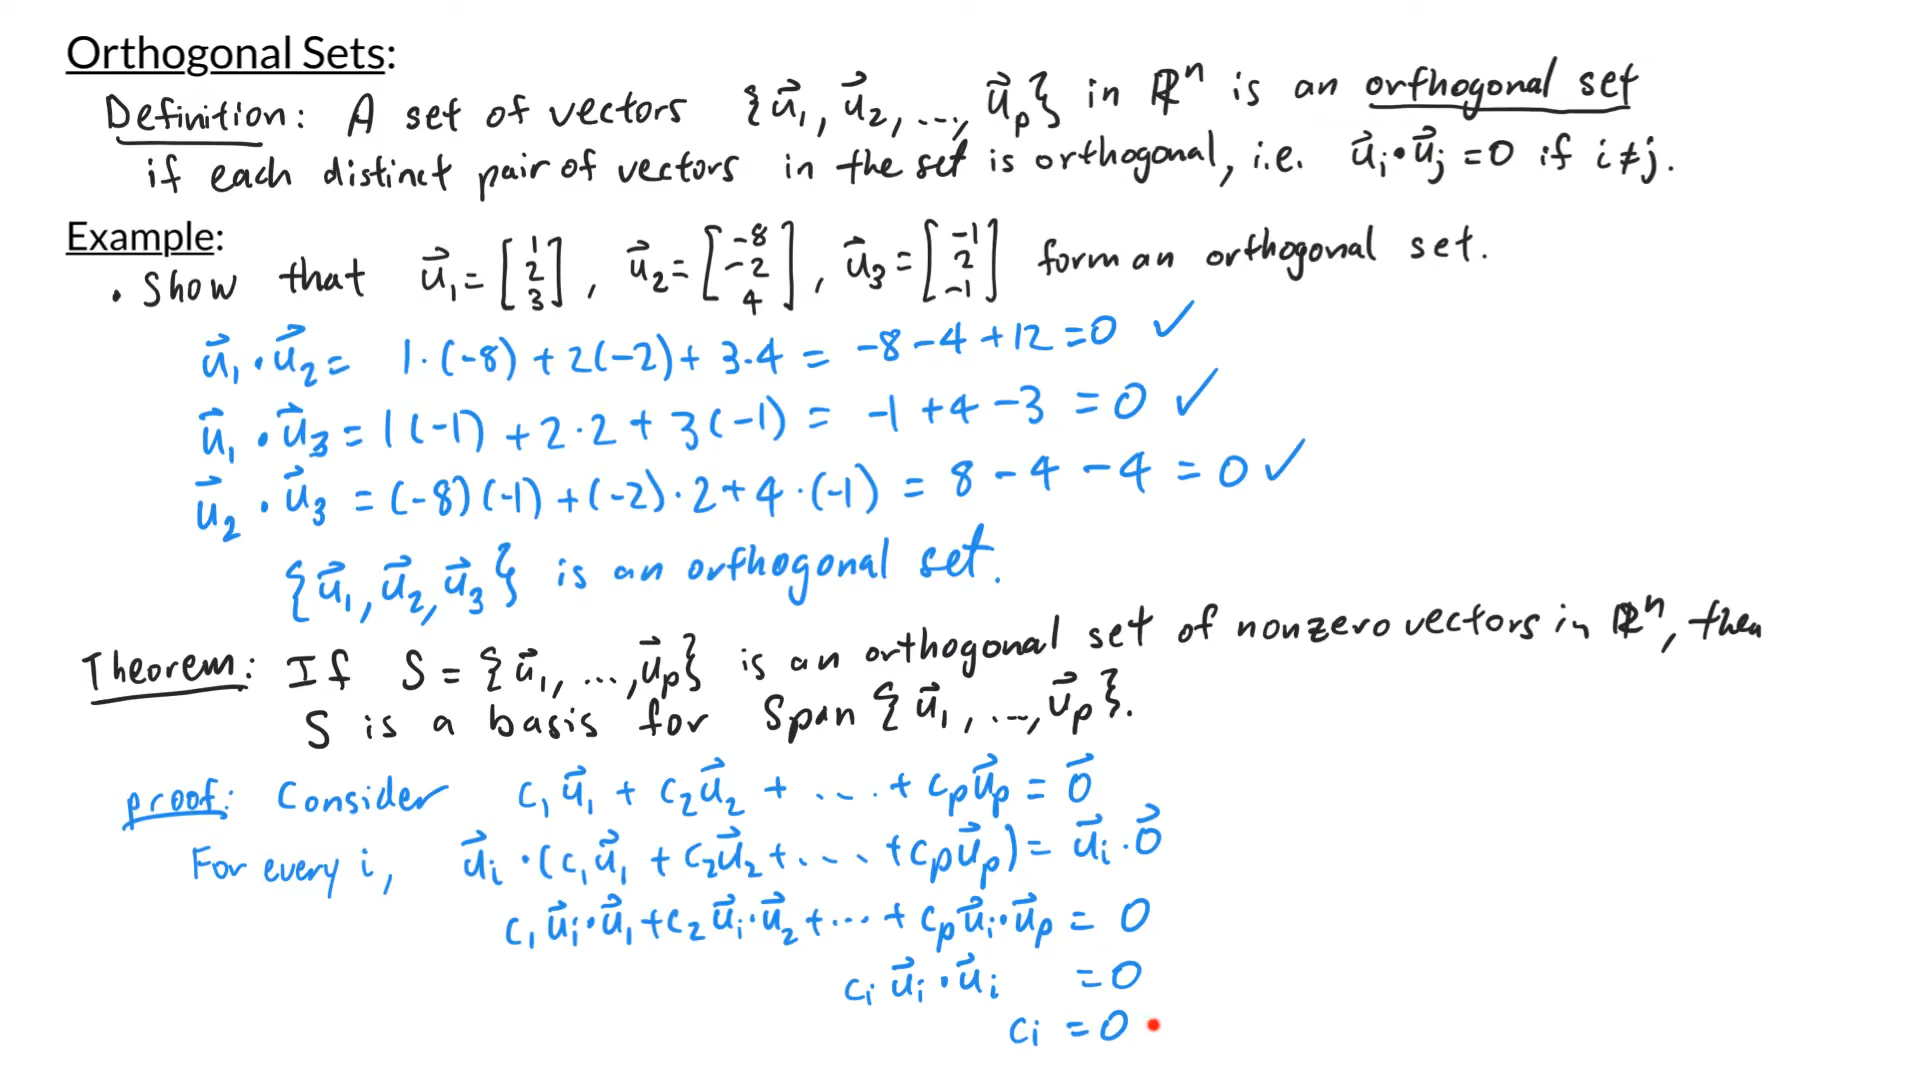 Orthogonal Sets:
Definition: A set of vectors {u⃗₁, u⃗₂, ..., u⃗ₚ} in ℝⁿ is an orthogonal set
if each distinct pair of vectors in the set is orthogonal, i.e. u⃗ᵢ·u⃗ⱼ = 0 if i≠j.
Example:
• Show that u⃗₁ = [1 2 3], u⃗₂ = [-8 -2 4], u⃗₃ = [-1 2 -1] form an orthogonal set.
u⃗₁·u⃗₂ = 1·(-8) + 2(-2) + 3·4 = -8 - 4 + 12 = 0 ✓
u⃗₁·u⃗₃ = 1(-1) + 2·2 + 3(-1) = -1 + 4 - 3 = 0 ✓
u⃗₂·u⃗₃ = (-8)(-1) + (-2)·2 + 4·(-1) = 8 - 4 - 4 = 0 ✓
{u⃗₁, u⃗₂, u⃗₃} is an orthogonal set.
Theorem: If S = {u⃗₁, ..., u⃗ₚ} is an orthogonal set of nonzero vectors in ℝⁿ, then
S is a basis for Span {u⃗₁, ..., u⃗ₚ}.
proof: Consider c₁u⃗₁ + c₂u⃗₂ + .... + cₚu⃗ₚ = 0⃗
For every i, u⃗ᵢ·(c₁u⃗₁ + c₂u⃗₂ + .... + cₚu⃗ₚ) = u⃗ᵢ·0⃗
c₁u⃗ᵢ·u⃗₁ + c₂u⃗ᵢ·u⃗₂ + ... + cₚu⃗ᵢ·u⃗ₚ = 0
cᵢu⃗ᵢ·u⃗ᵢ = 0
cᵢ = 0